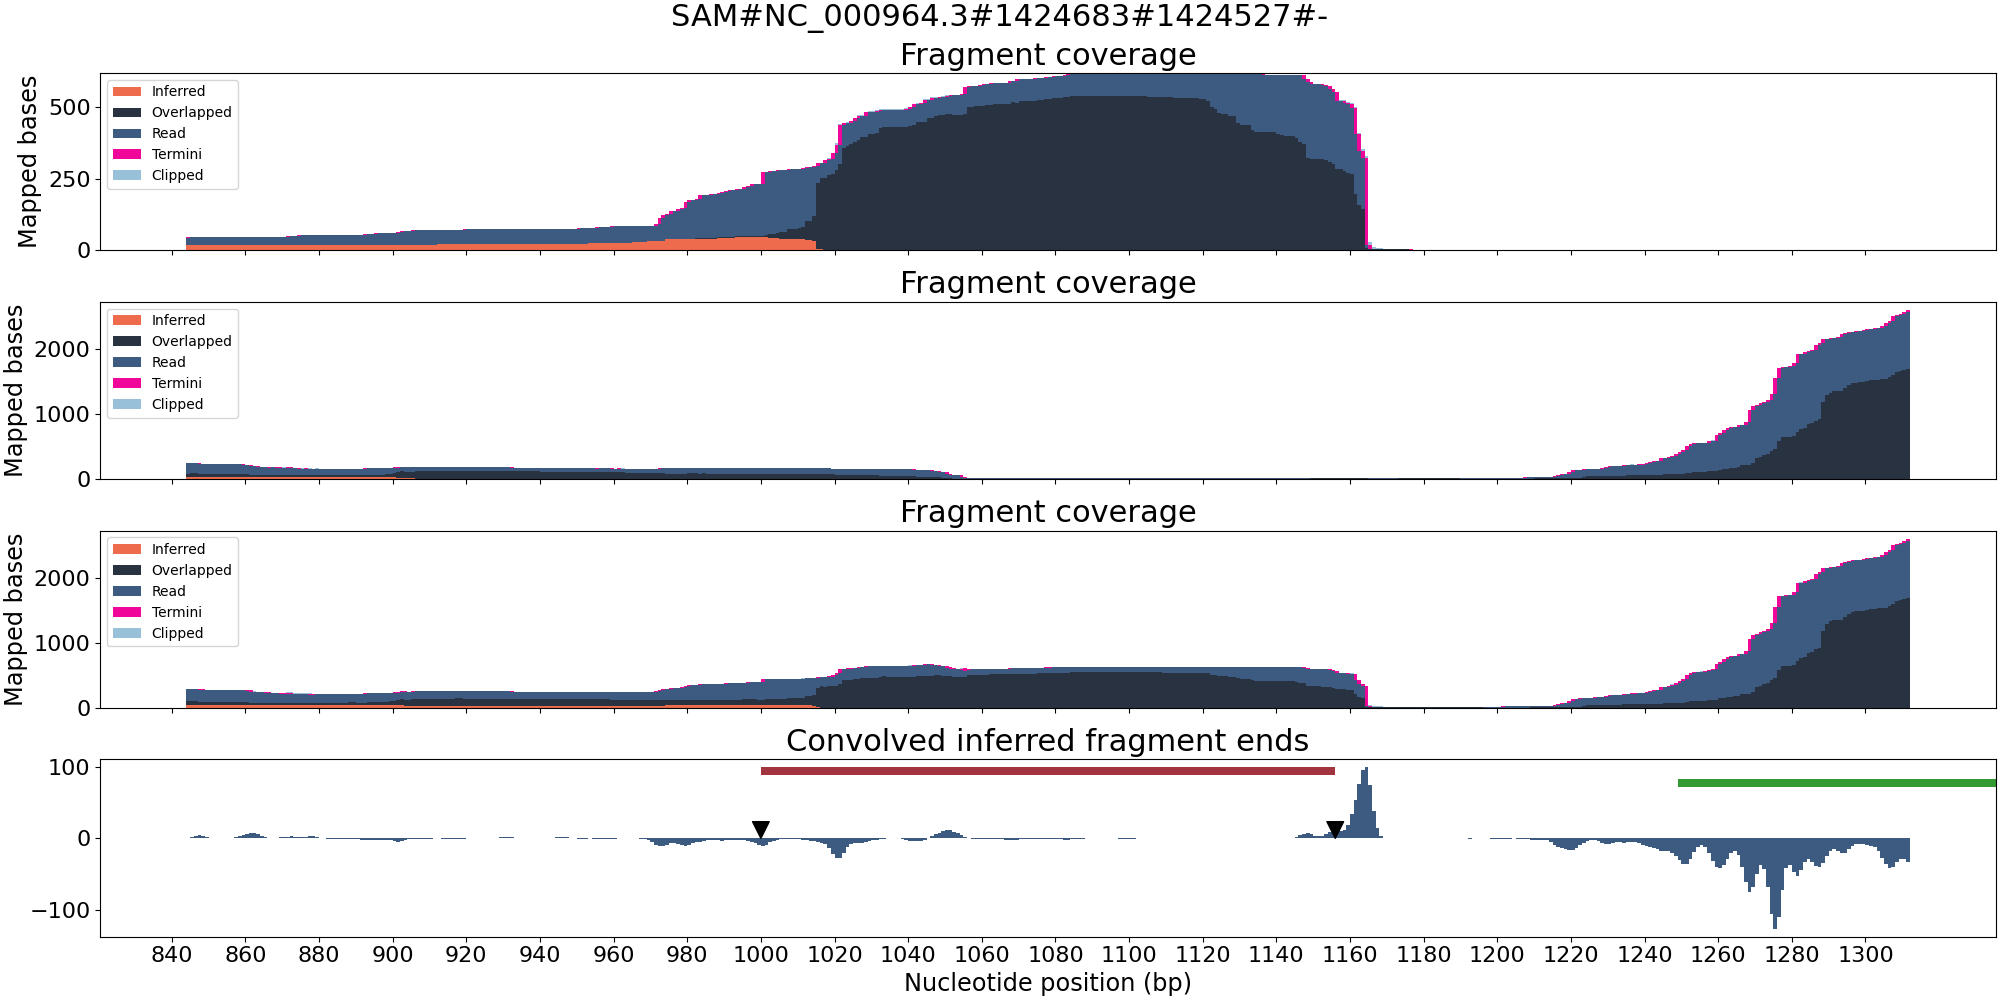 SAM#NC_000964.3#1424683#1424527#-
Fragment coverage
Mapped bases
500
250
0
Inferred
Overlapped
Read
Termini
Clipped
Fragment coverage
Mapped bases
2000
1000
0
Inferred
Overlapped
Read
Termini
Clipped
Fragment coverage
Mapped bases
2000
1000
0
Inferred
Overlapped
Read
Termini
Clipped
Convolved inferred fragment ends
100
0
−100
840 860 880 900 920 940 960 980 1000 1020 1040 1060 1080 1100 1120 1140 1160 1180 1200 1220 1240 1260 1280 1300
Nucleotide position (bp)